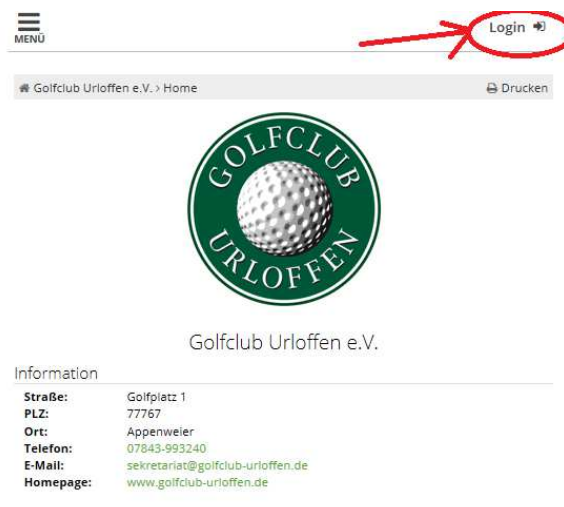 MENÜ
Login
Golfclub Urloffen e.V. › Home
Drucken
GOLFCLUB
URLOFFEN
Golfclub Urloffen e.V.
Information
Straße: Golfplatz 1
PLZ: 77767
Ort: Appenweier
Telefon: 07843-993240
E-Mail: sekretariat@golfclub-urloffen.de
Homepage: www.golfclub-urloffen.de